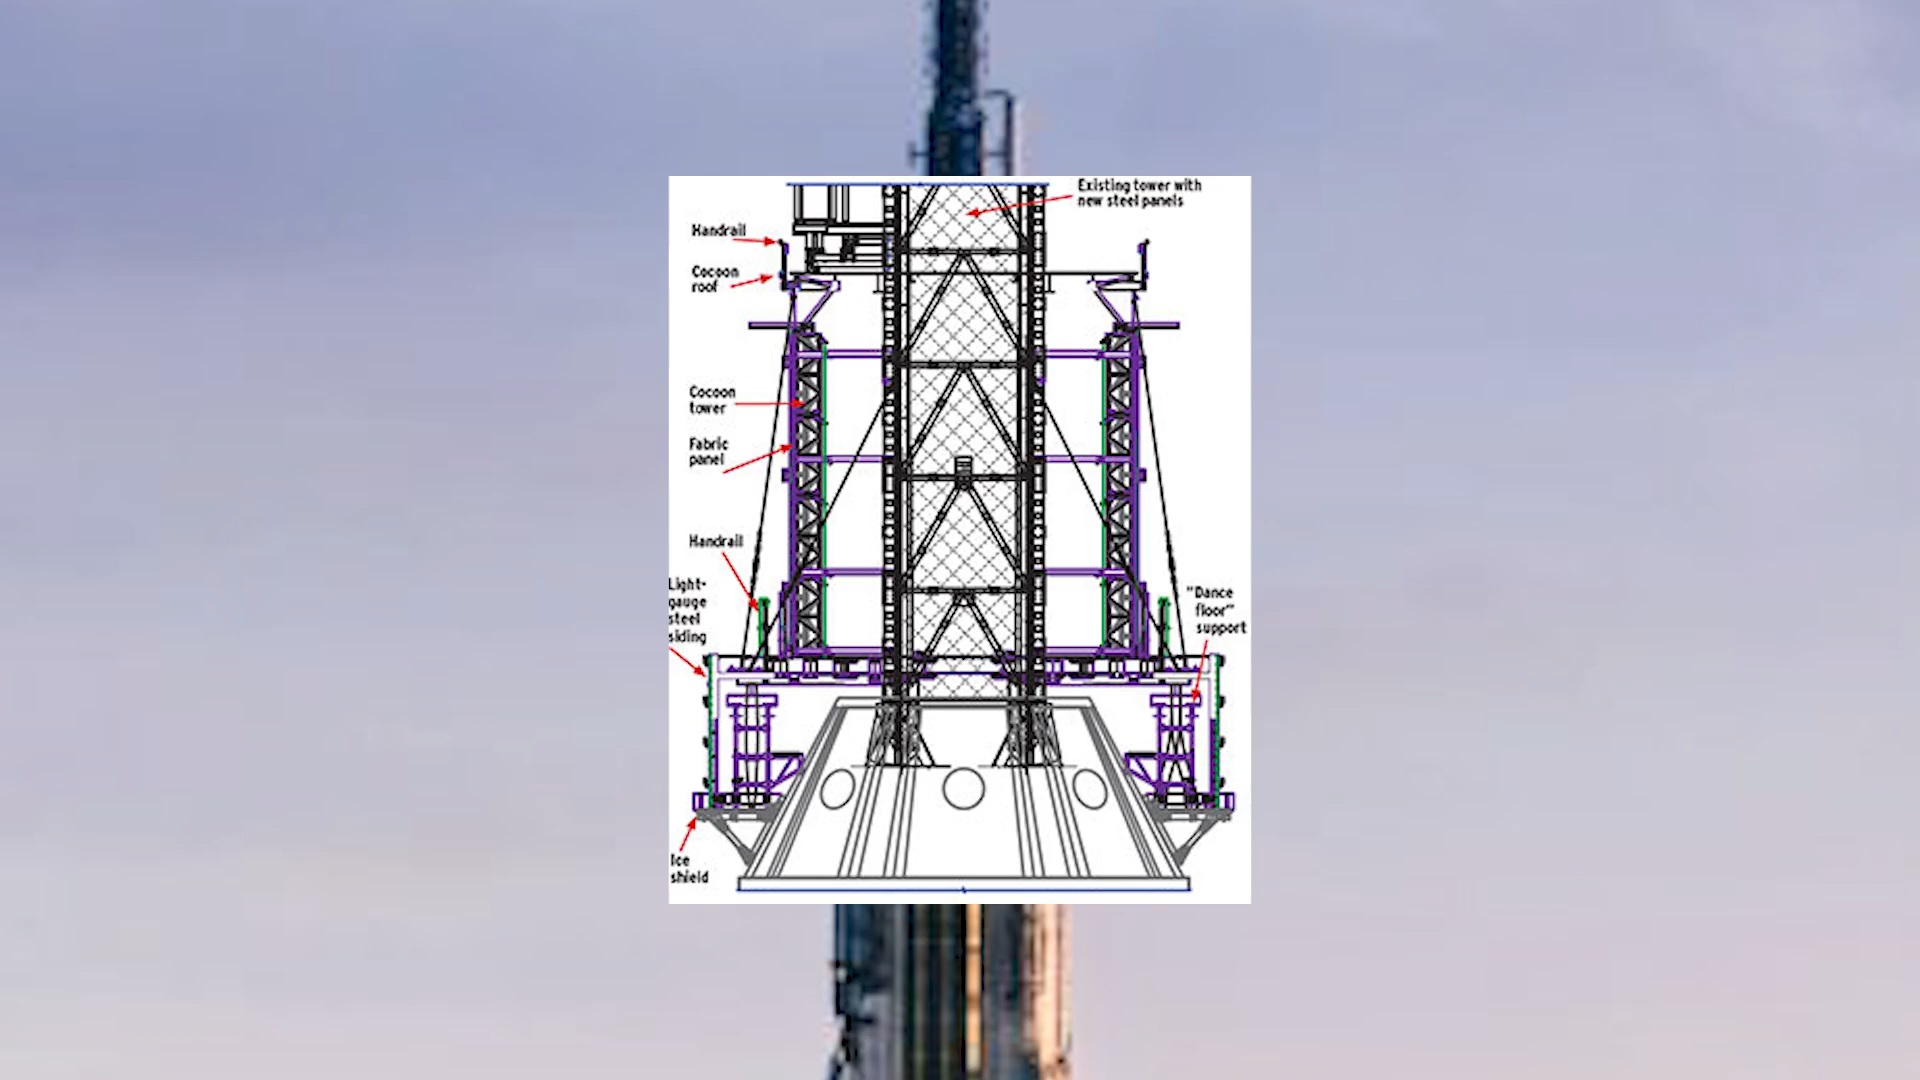 Existing tower with
new steel panels
Handrail
Cocoon
roof
Cocoon
tower
Fabric
panel
Handrail
Light-
gauge
steel
siding
"Dance
floor"
support
Ice
shield